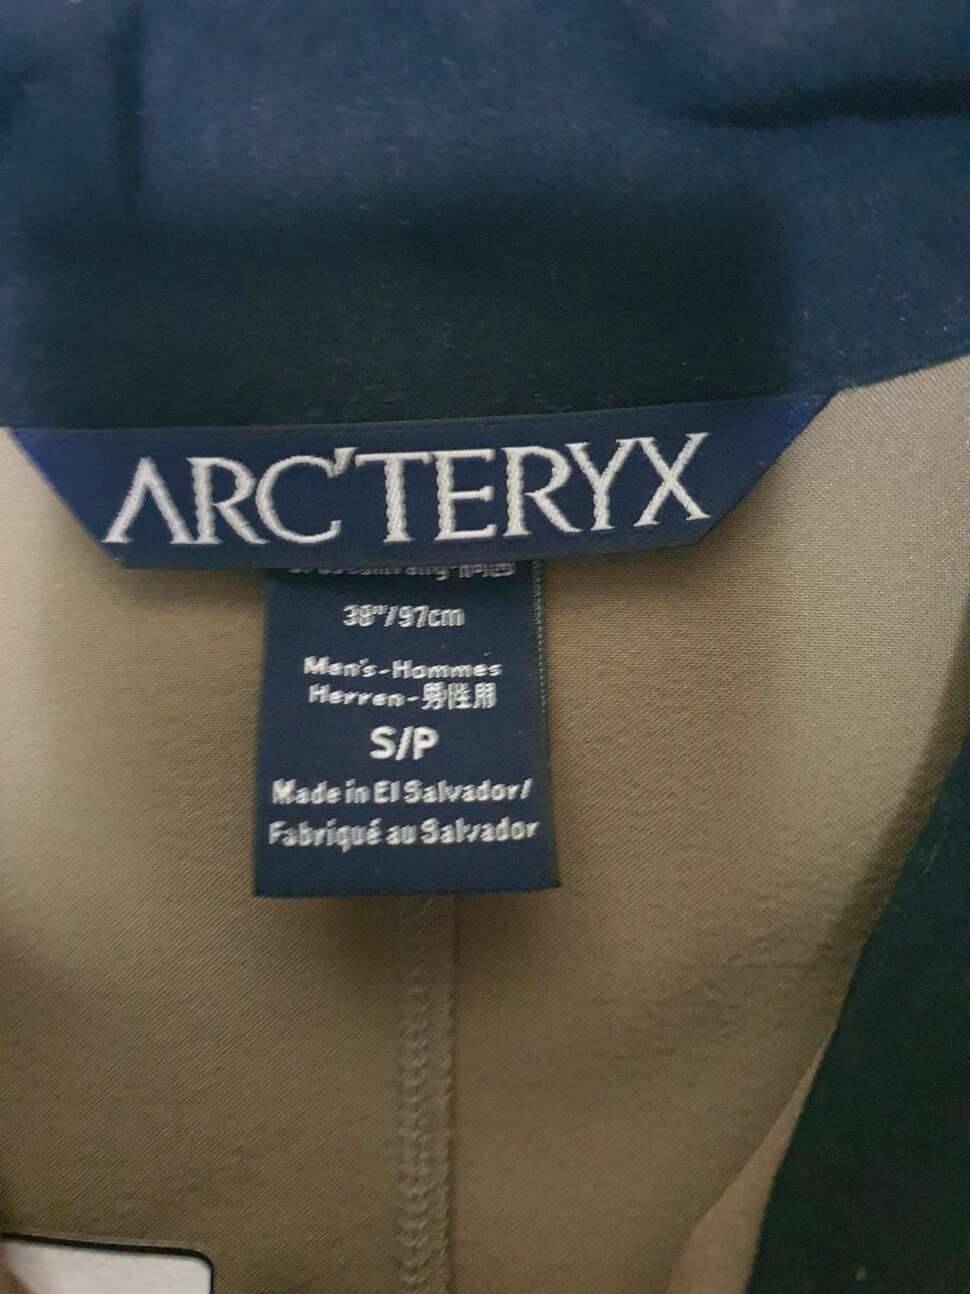 ARC'TERYX
38"/97cm
Men's-Hommes
Herren-男性用
S/P
Made in El Salvador/
Fabriqué au Salvador